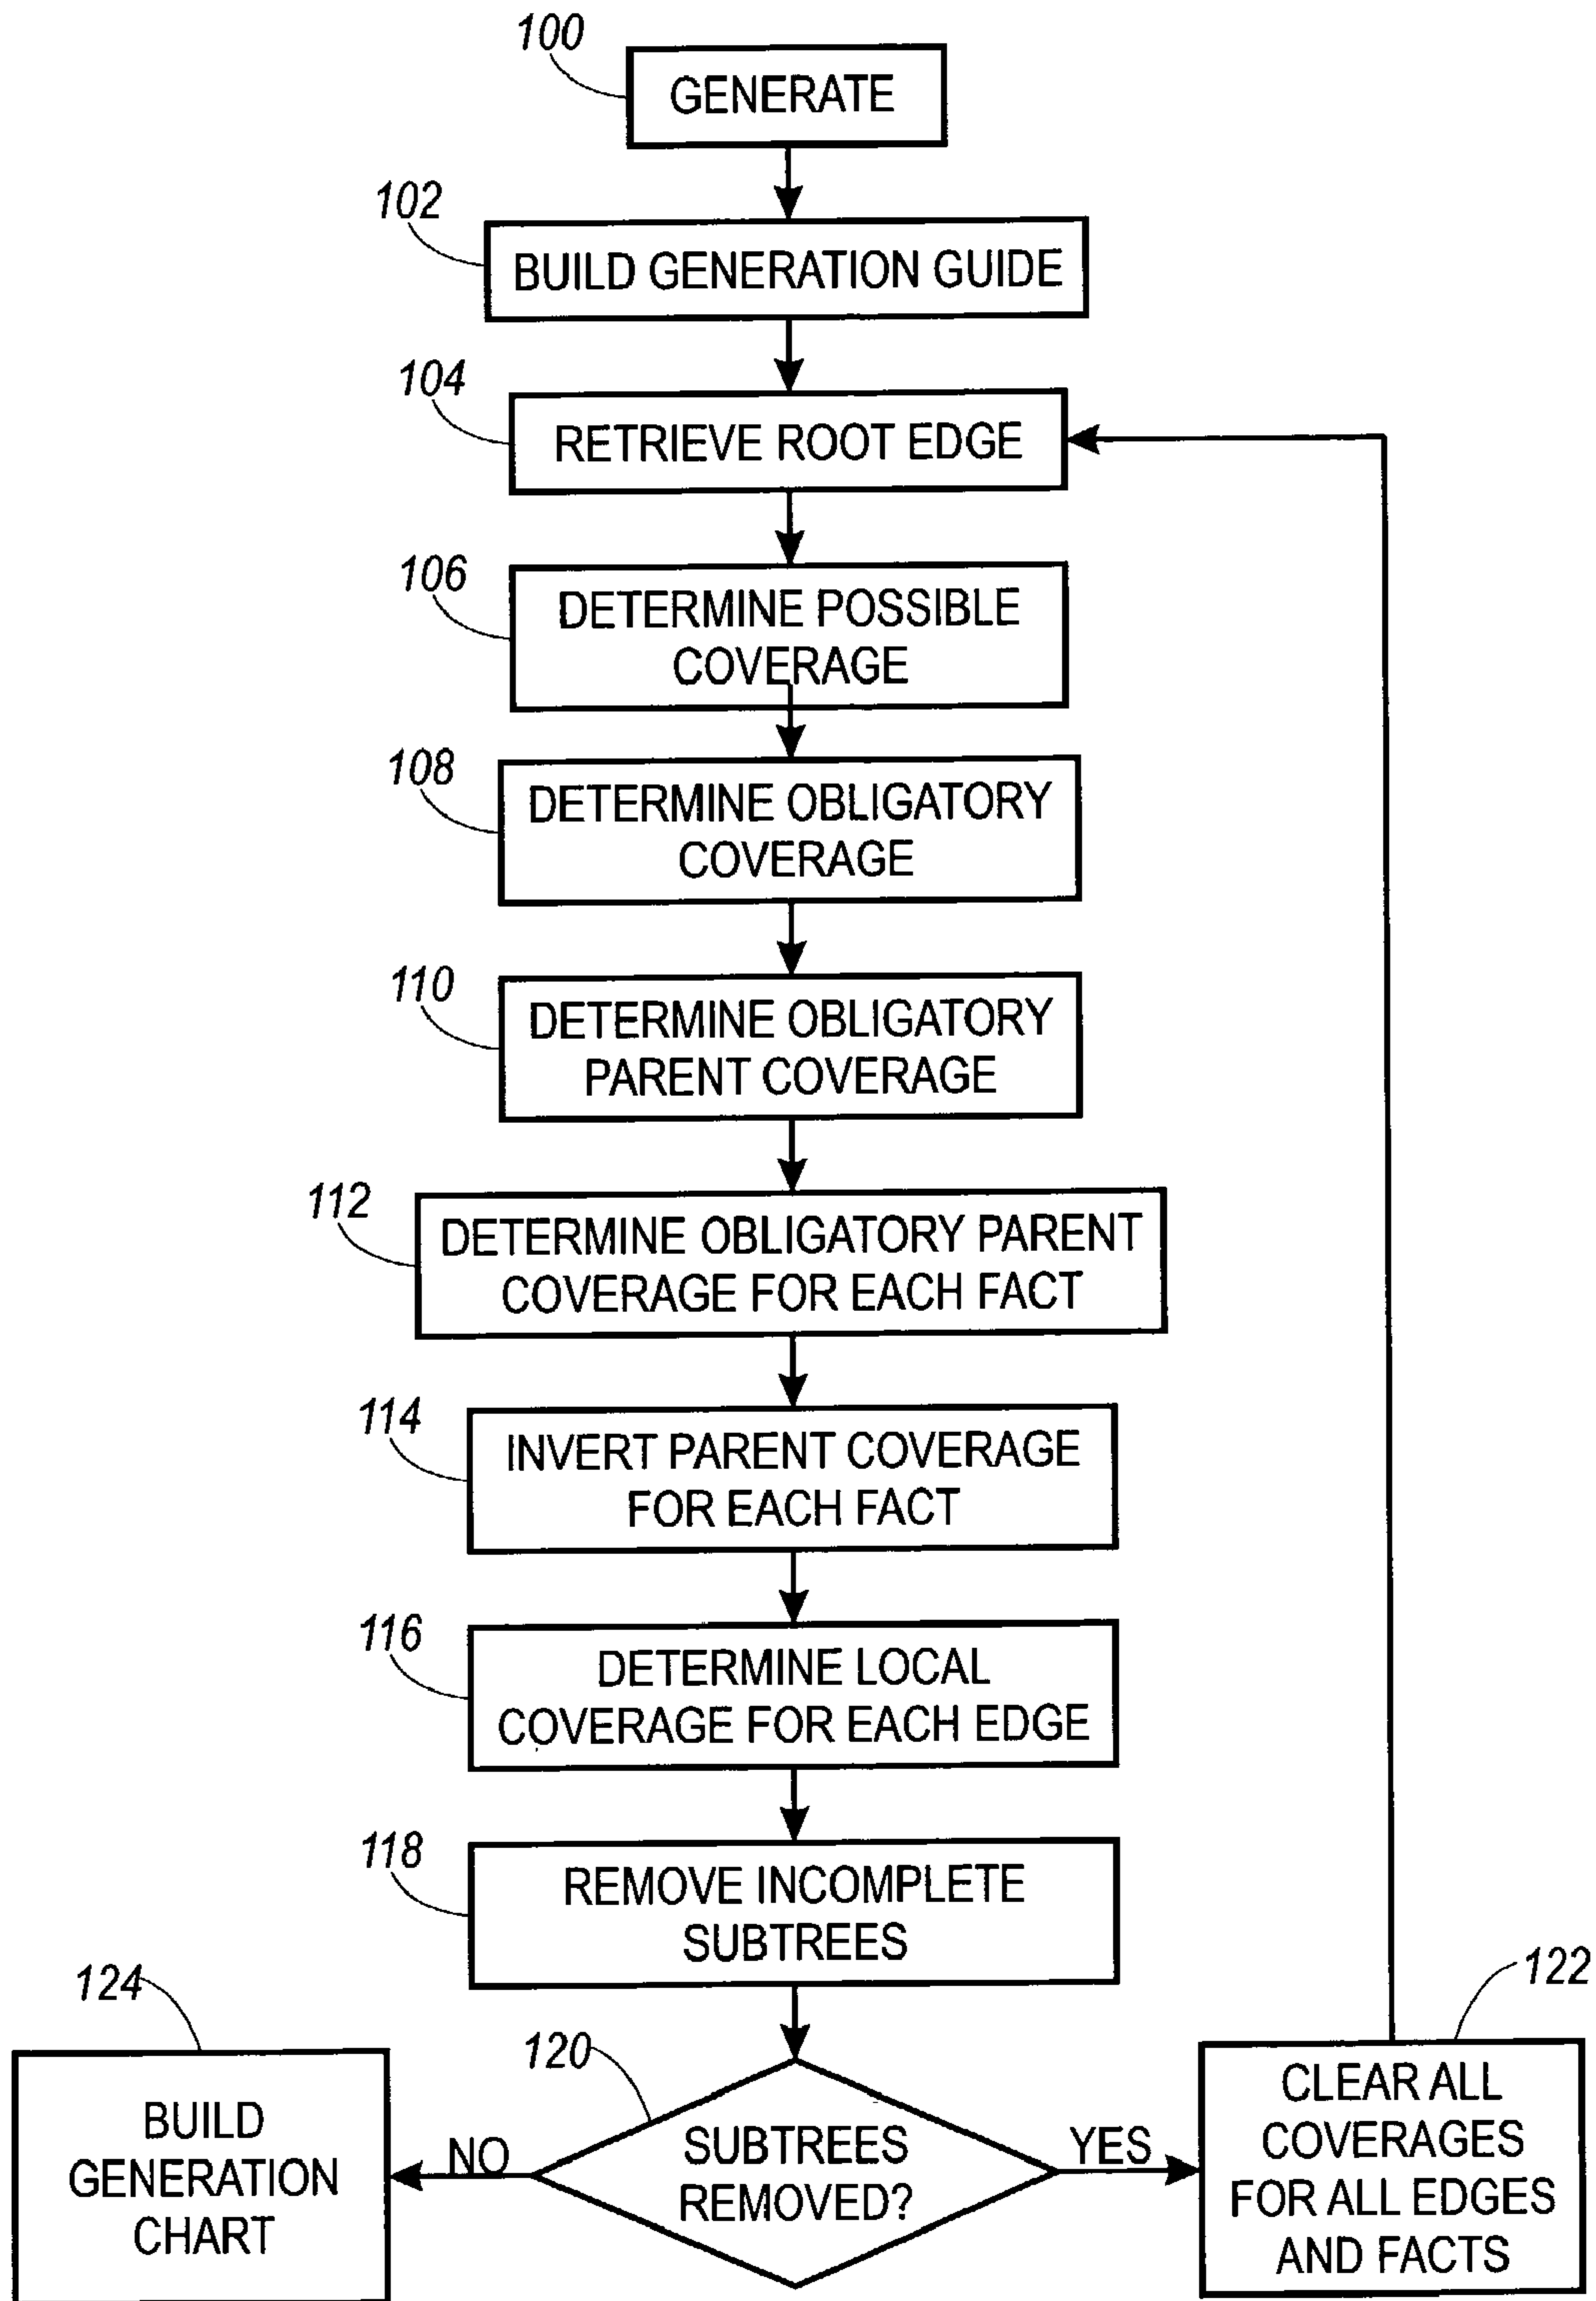 100
GENERATE
102
BUILD GENERATION GUIDE
104
RETRIEVE ROOT EDGE
106
DETERMINE POSSIBLE
COVERAGE
108
DETERMINE OBLIGATORY
COVERAGE
110
DETERMINE OBLIGATORY
PARENT COVERAGE
112
DETERMINE OBLIGATORY PARENT
COVERAGE FOR EACH FACT
114
INVERT PARENT COVERAGE
FOR EACH FACT
116
DETERMINE LOCAL
COVERAGE FOR EACH EDGE
118
REMOVE INCOMPLETE
SUBTREES
120
SUBTREES
REMOVED?
NO
YES
124
BUILD
GENERATION
CHART
122
CLEAR ALL
COVERAGES
FOR ALL EDGES
AND FACTS